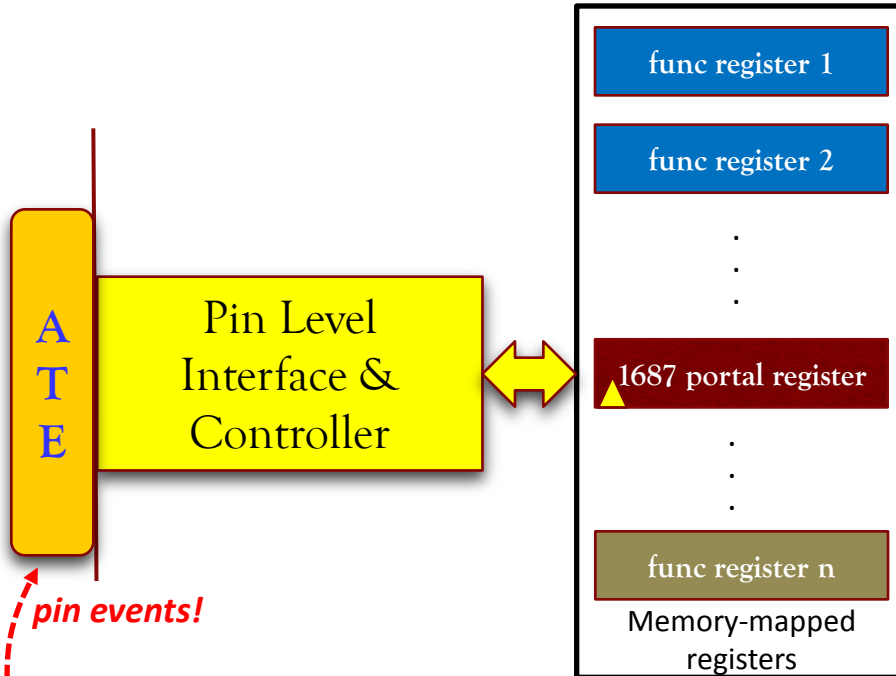 func register 1
func register 2
.
.
.
A
T
E
Pin Level
Interface &
Controller
1687 portal register
.
.
.
func register n
pin events!
Memory-mapped
registers